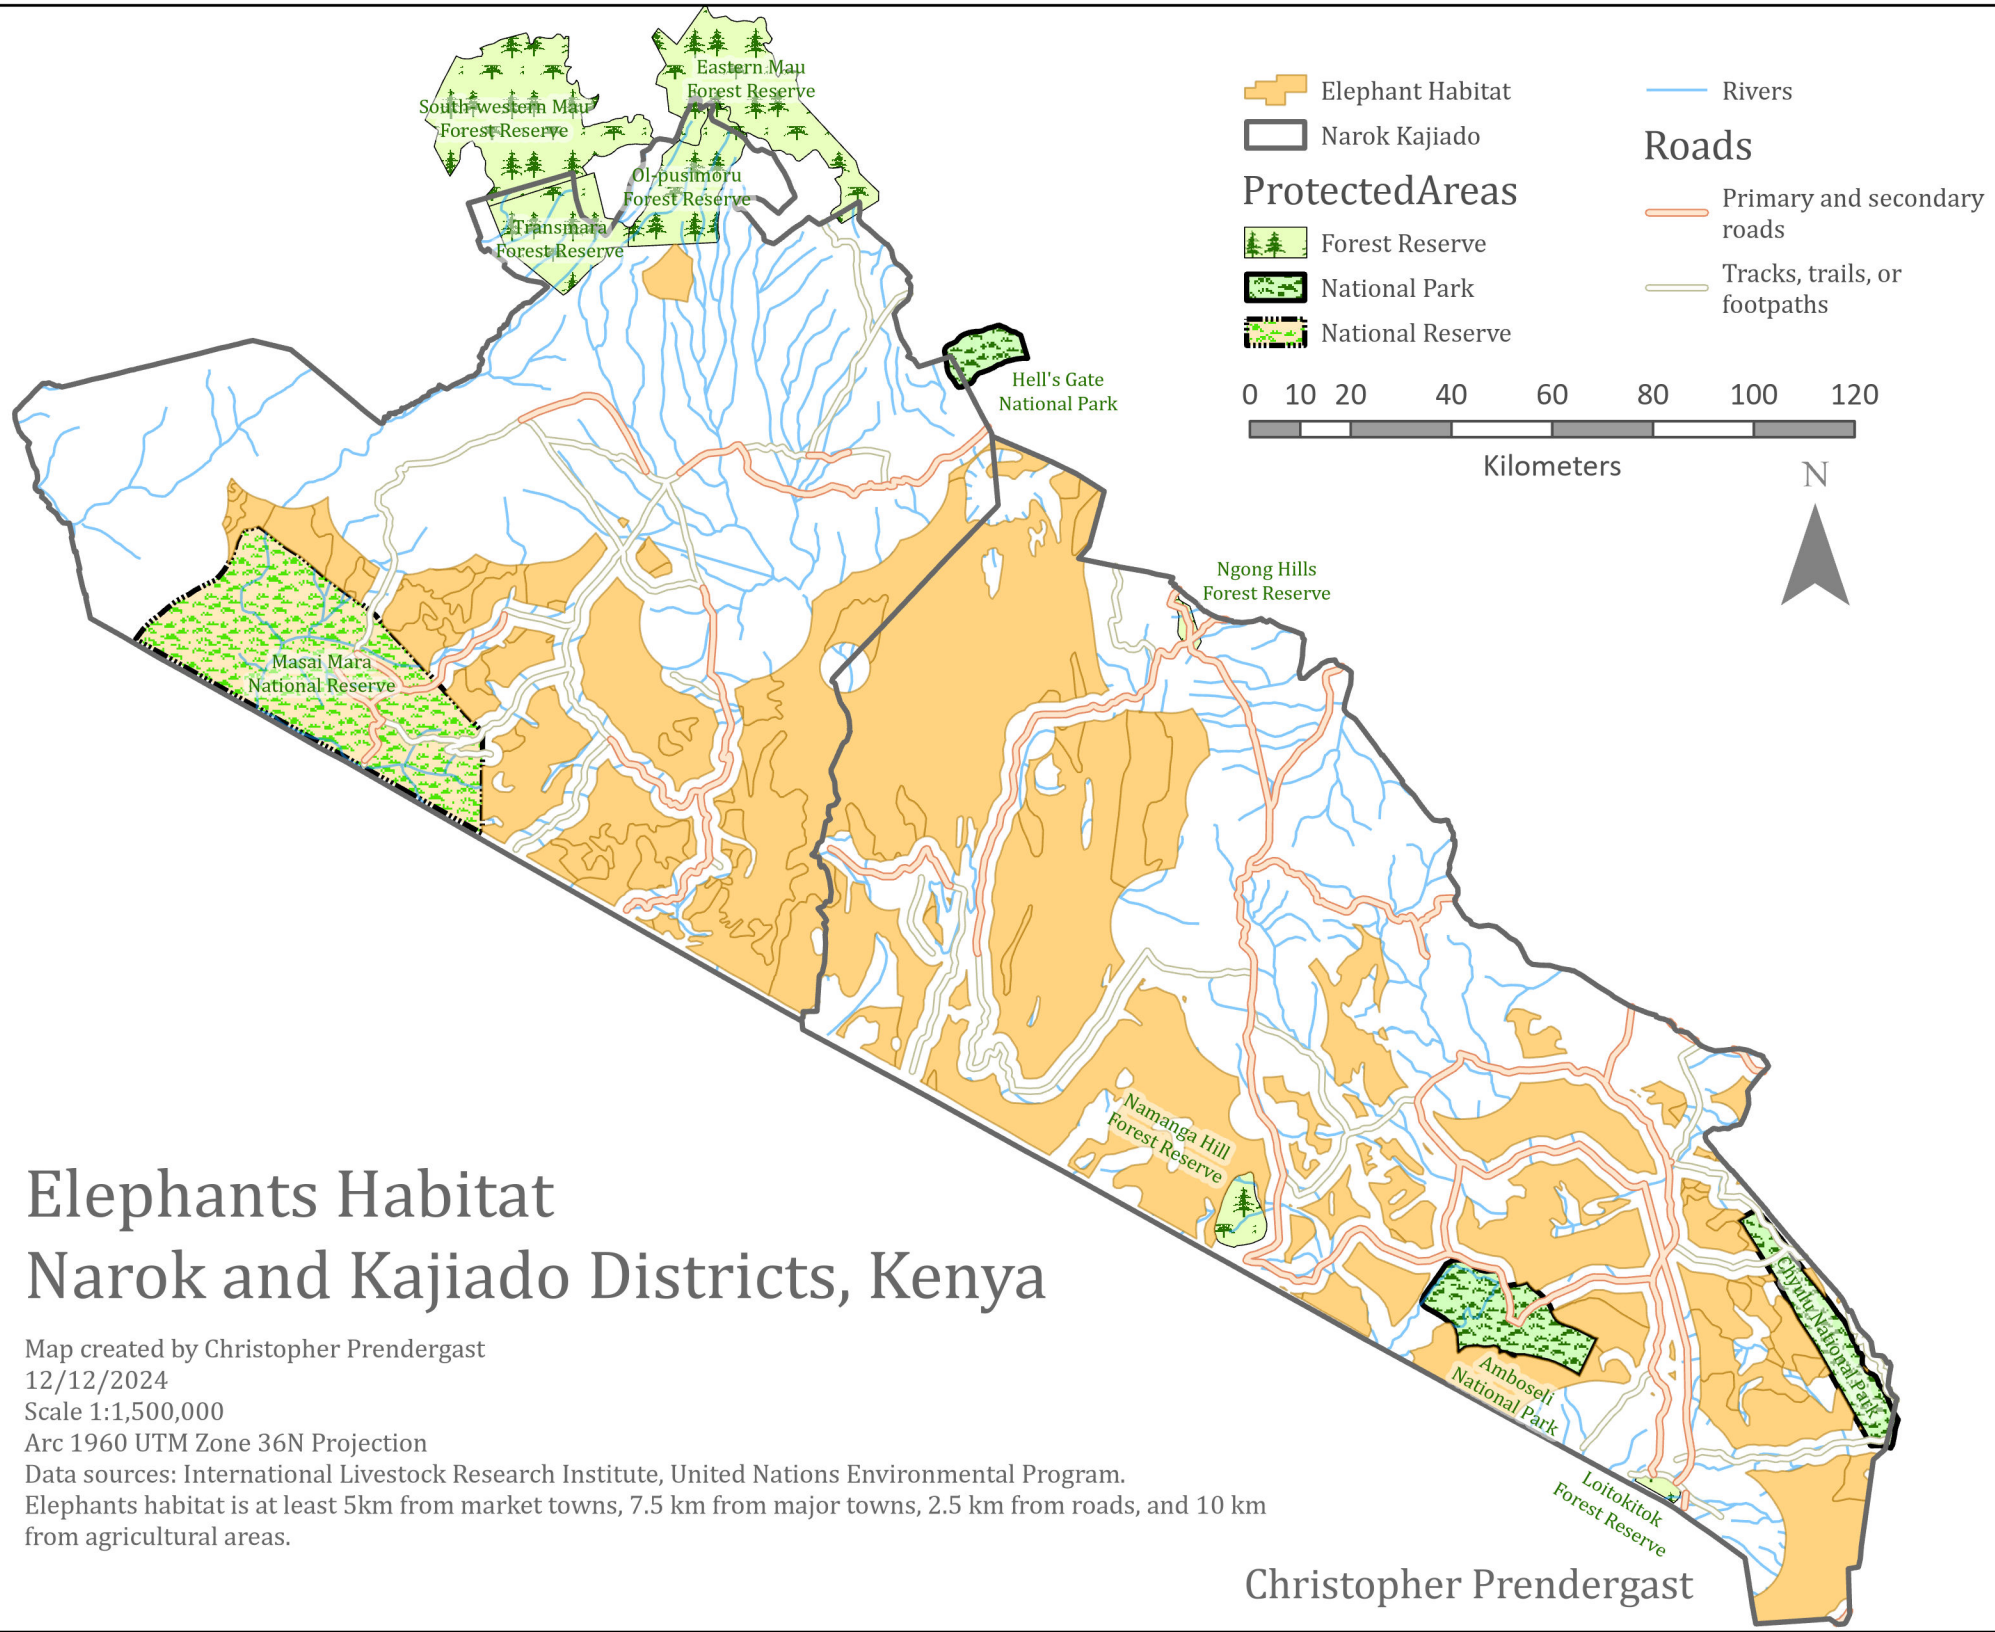 Eastern Mau
Forest Reserve
South-western Mau
Forest Reserve
Ol-pusimoru
Forest Reserve
Transmara
Forest Reserve
Hell's Gate
National Park
Ngong Hills
Forest Reserve
Masai Mara
National Reserve
Namanga Hill
Forest Reserve
Amboseli
National Park
Chyulu National Park
Loitokitok
Forest Reserve
Elephant Habitat
Narok Kajiado
ProtectedAreas
Forest Reserve
National Park
National Reserve
Rivers
Roads
Primary and secondary
roads
Tracks, trails, or
footpaths
0 10 20 40 60 80 100 120
Kilometers
N
Elephants Habitat
Narok and Kajiado Districts, Kenya
Map created by Christopher Prendergast
12/12/2024
Scale 1:1,500,000
Arc 1960 UTM Zone 36N Projection
Data sources: International Livestock Research Institute, United Nations Environmental Program.
Elephants habitat is at least 5km from market towns, 7.5 km from major towns, 2.5 km from roads, and 10 km
from agricultural areas.
Christopher Prendergast